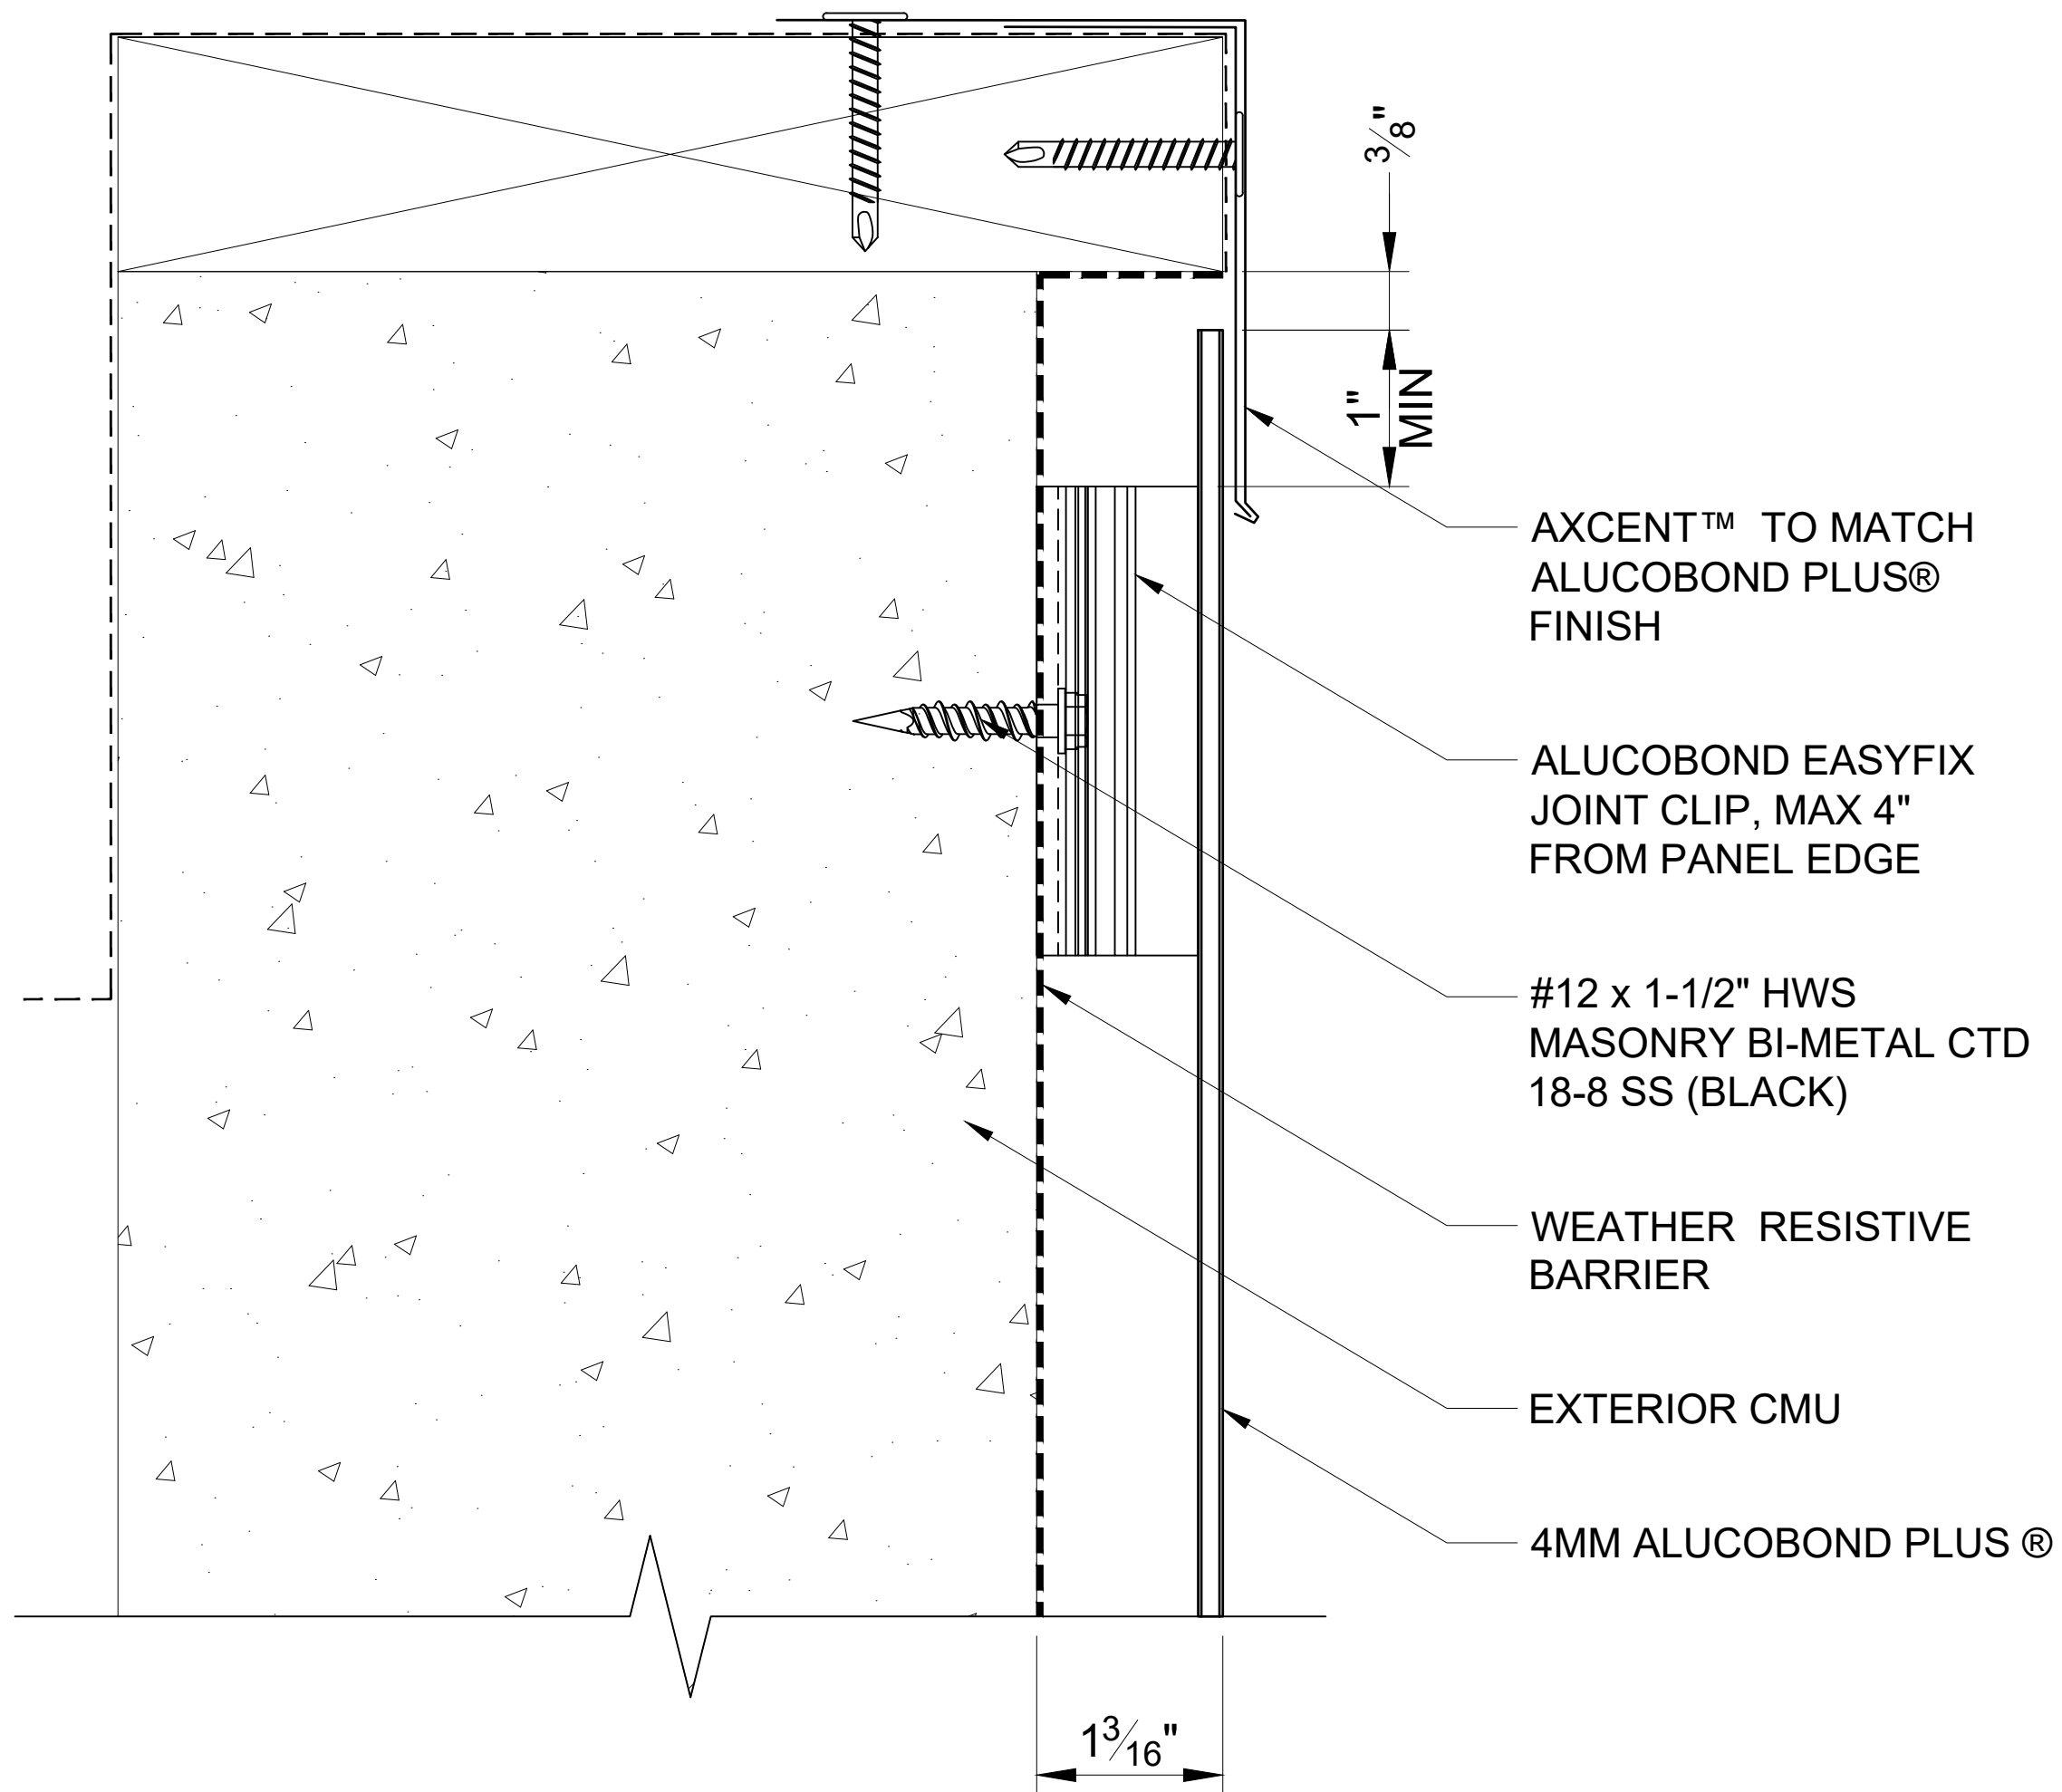 3/8"
1"
MIN
AXCENT™ TO MATCH
ALUCOBOND PLUS®
FINISH
ALUCOBOND EASYFIX
JOINT CLIP, MAX 4"
FROM PANEL EDGE
#12 x 1-1/2" HWS
MASONRY BI-METAL CTD
18-8 SS (BLACK)
WEATHER RESISTIVE
BARRIER
EXTERIOR CMU
4MM ALUCOBOND PLUS ®
1 3/16"